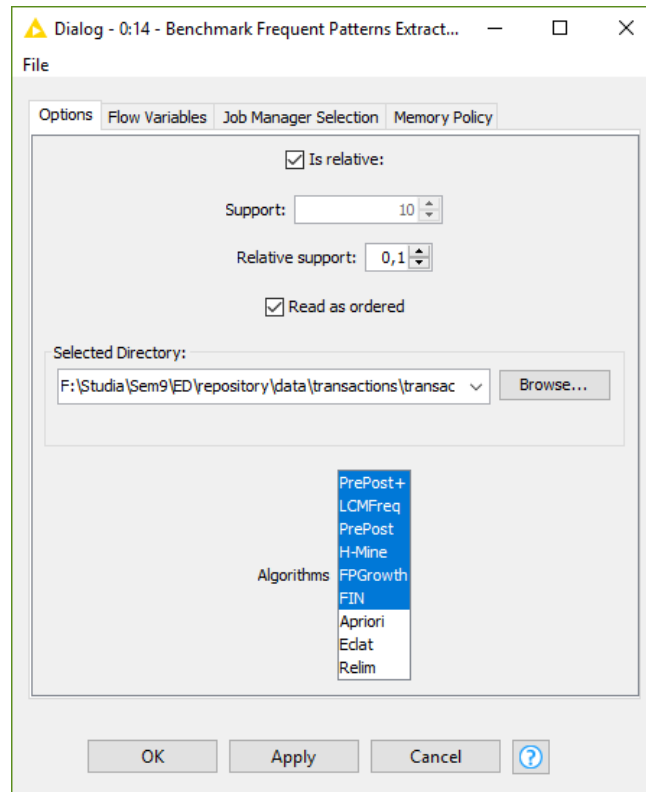 Dialog - 0:14 - Benchmark Frequent Patterns Extract...
File
Options Flow Variables Job Manager Selection Memory Policy
Is relative:
Support: 10
Relative support: 0,1
Read as ordered
Selected Directory:
F:\Studia\Sem9\ED\repository\data\transactions\transac Browse...
PrePost+
LCMFreq
PrePost
H-Mine
Algorithms FPGrowth
FIN
Apriori
Eclat
Relim
OK Apply Cancel ?